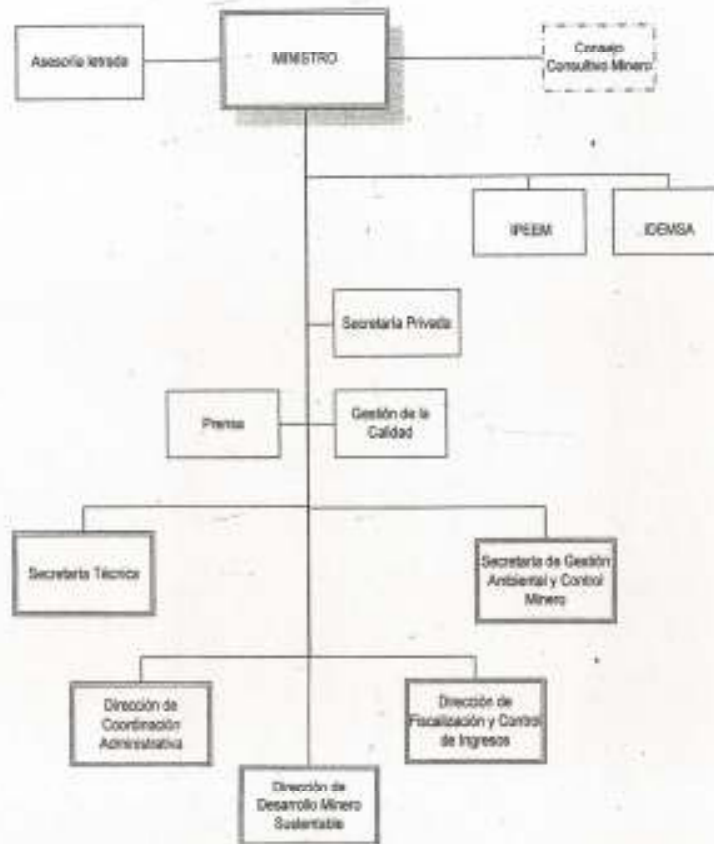 Asesoría letrada
MINISTRO
Consejo
Consultivo Minero
IPEEM
IDEMSA
Secretaría Privada
Prensa
Gestión de la
Calidad
Secretaría Técnica
Secretaría de Gestión
Ambiental y Control
Minero
Dirección de
Coordinación
Administrativa
Dirección de
Fiscalización y Control
de Ingresos
Dirección de
Desarrollo Minero
Sustentable